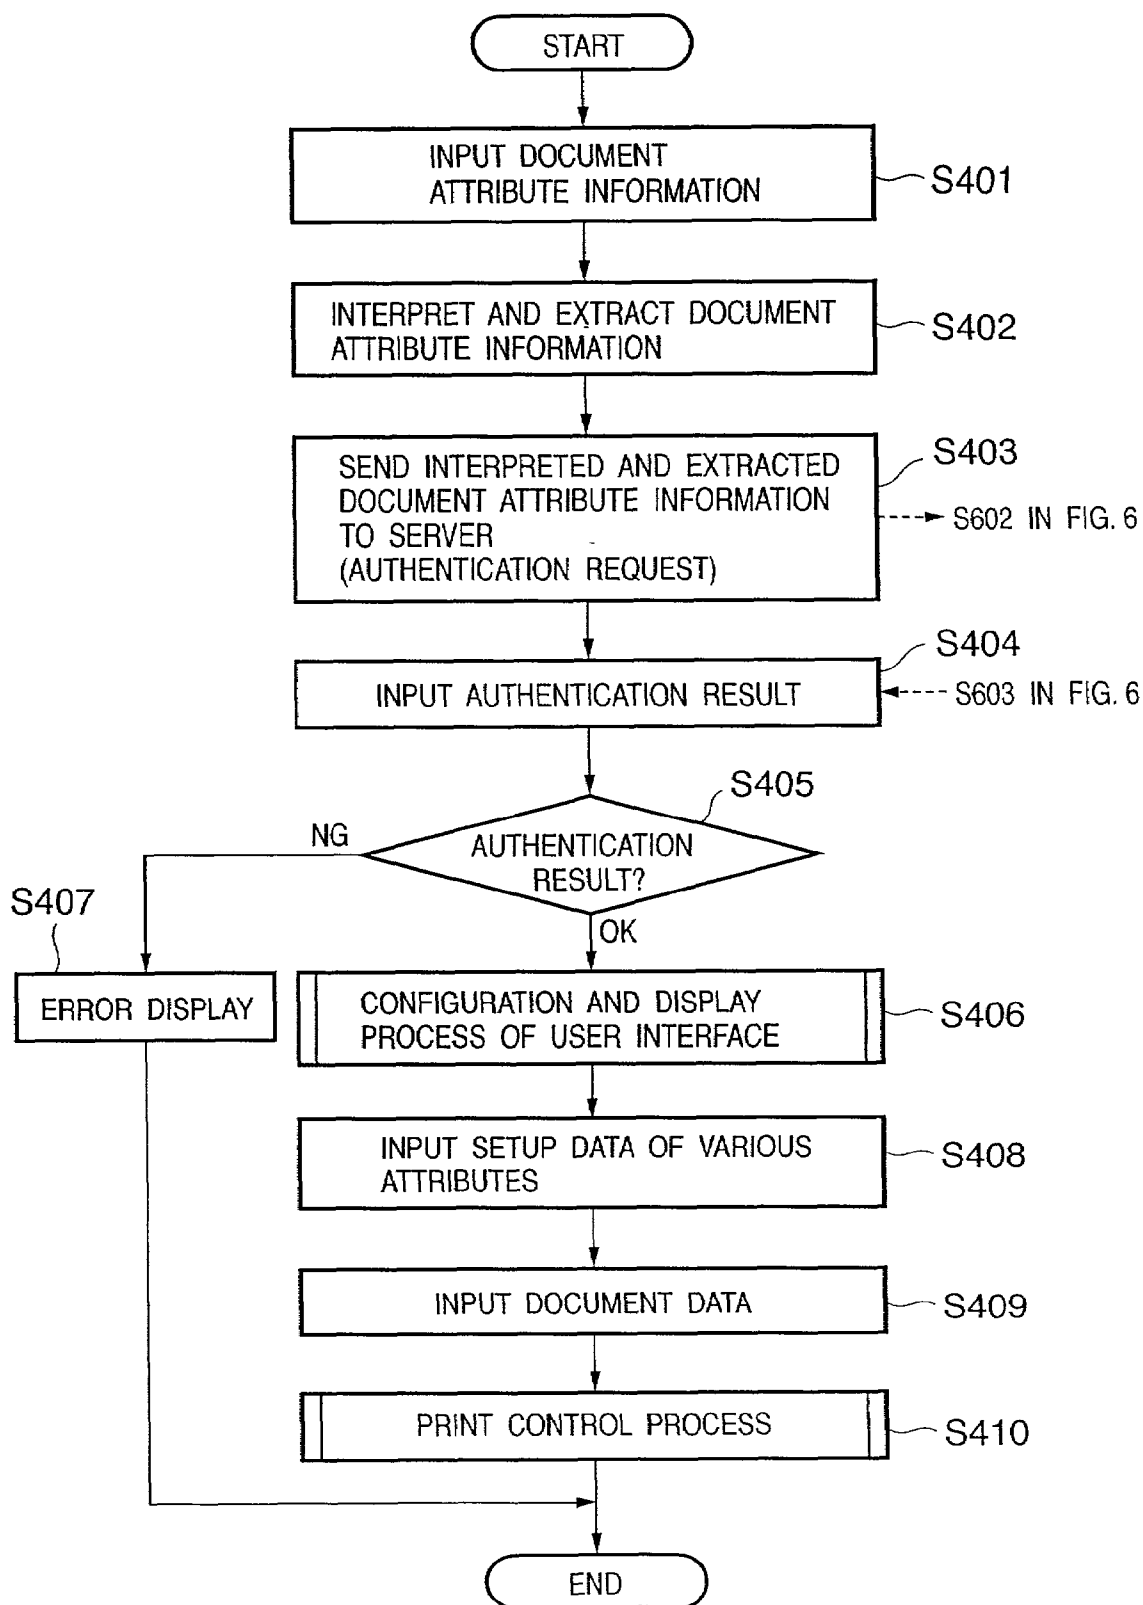 START
INPUT DOCUMENT
ATTRIBUTE INFORMATION
S401
INTERPRET AND EXTRACT DOCUMENT
ATTRIBUTE INFORMATION
S402
SEND INTERPRETED AND EXTRACTED
DOCUMENT ATTRIBUTE INFORMATION
TO SERVER
(AUTHENTICATION REQUEST)
S403
S602 IN FIG. 6
S404
INPUT AUTHENTICATION RESULT
S603 IN FIG. 6
S405
NG
AUTHENTICATION
RESULT?
S407
OK
ERROR DISPLAY
CONFIGURATION AND DISPLAY
PROCESS OF USER INTERFACE
S406
INPUT SETUP DATA OF VARIOUS
ATTRIBUTES
S408
INPUT DOCUMENT DATA
S409
PRINT CONTROL PROCESS
S410
END